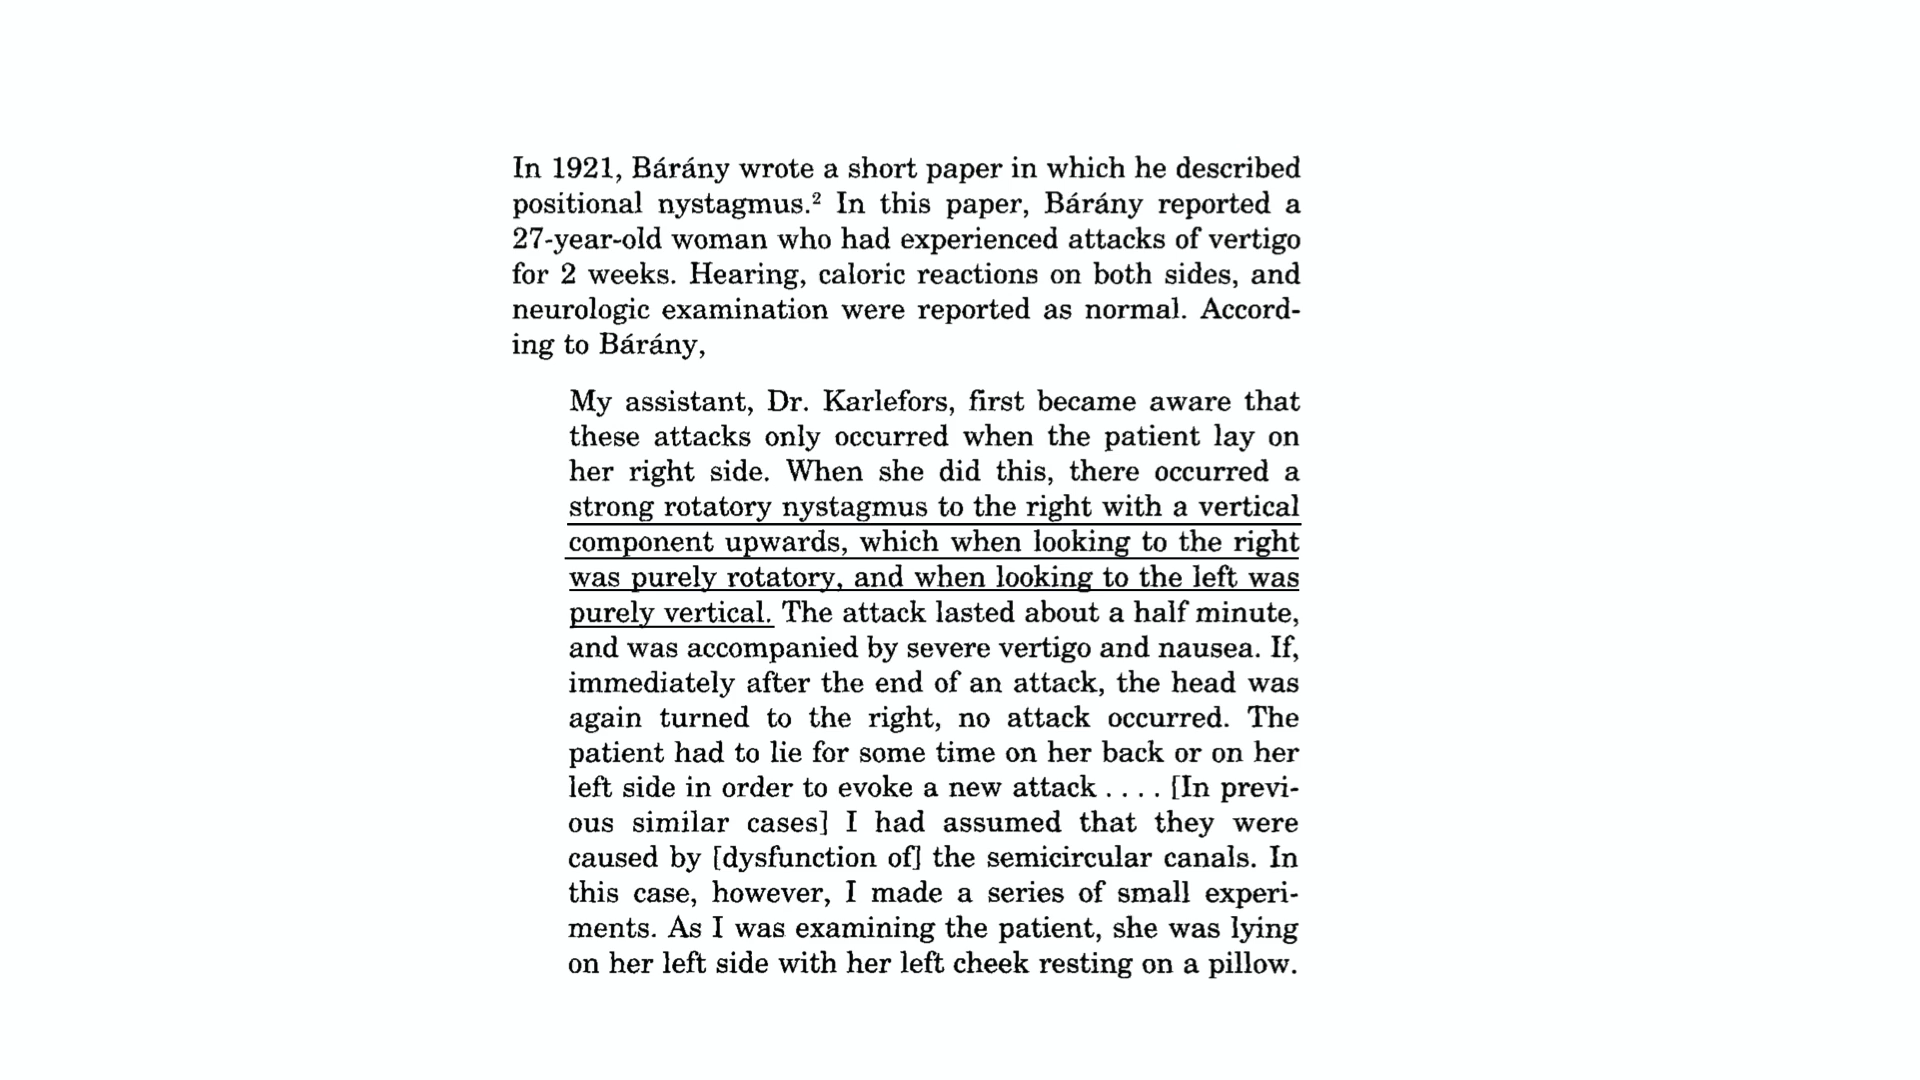 In 1921, Bárány wrote a short paper in which he described
positional nystagmus.² In this paper, Bárány reported a
27-year-old woman who had experienced attacks of vertigo
for 2 weeks. Hearing, caloric reactions on both sides, and
neurologic examination were reported as normal. Accord-
ing to Bárány,
My assistant, Dr. Karlefors, first became aware that
these attacks only occurred when the patient lay on
her right side. When she did this, there occurred a
strong rotatory nystagmus to the right with a vertical
component upwards, which when looking to the right
was purely rotatory, and when looking to the left was
purely vertical. The attack lasted about a half minute,
and was accompanied by severe vertigo and nausea. If,
immediately after the end of an attack, the head was
again turned to the right, no attack occurred. The
patient had to lie for some time on her back or on her
left side in order to evoke a new attack . . . . [In previ-
ous similar cases] I had assumed that they were
caused by [dysfunction of] the semicircular canals. In
this case, however, I made a series of small experi-
ments. As I was examining the patient, she was lying
on her left side with her left cheek resting on a pillow.